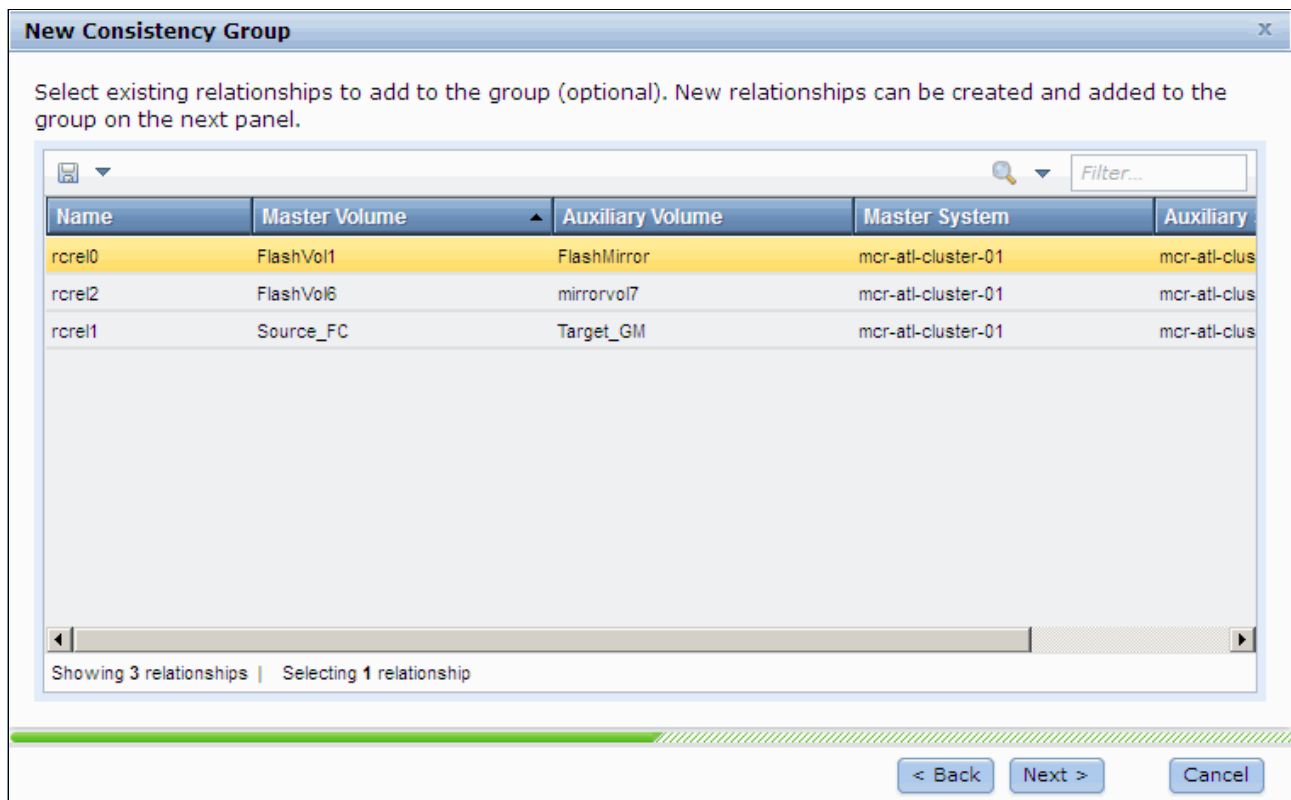 New Consistency Group x
Select existing relationships to add to the group (optional). New relationships can be created and added to the
group on the next panel.
Filter...
Name Master Volume Auxiliary Volume Master System Auxiliary
rcrel0 FlashVol1 FlashMirror mcr-atl-cluster-01 mcr-atl-clus
rcrel2 FlashVol6 mirrorvol7 mcr-atl-cluster-01 mcr-atl-clus
rcrel1 Source_FC Target_GM mcr-atl-cluster-01 mcr-atl-clus
Showing 3 relationships | Selecting 1 relationship
< Back Next > Cancel